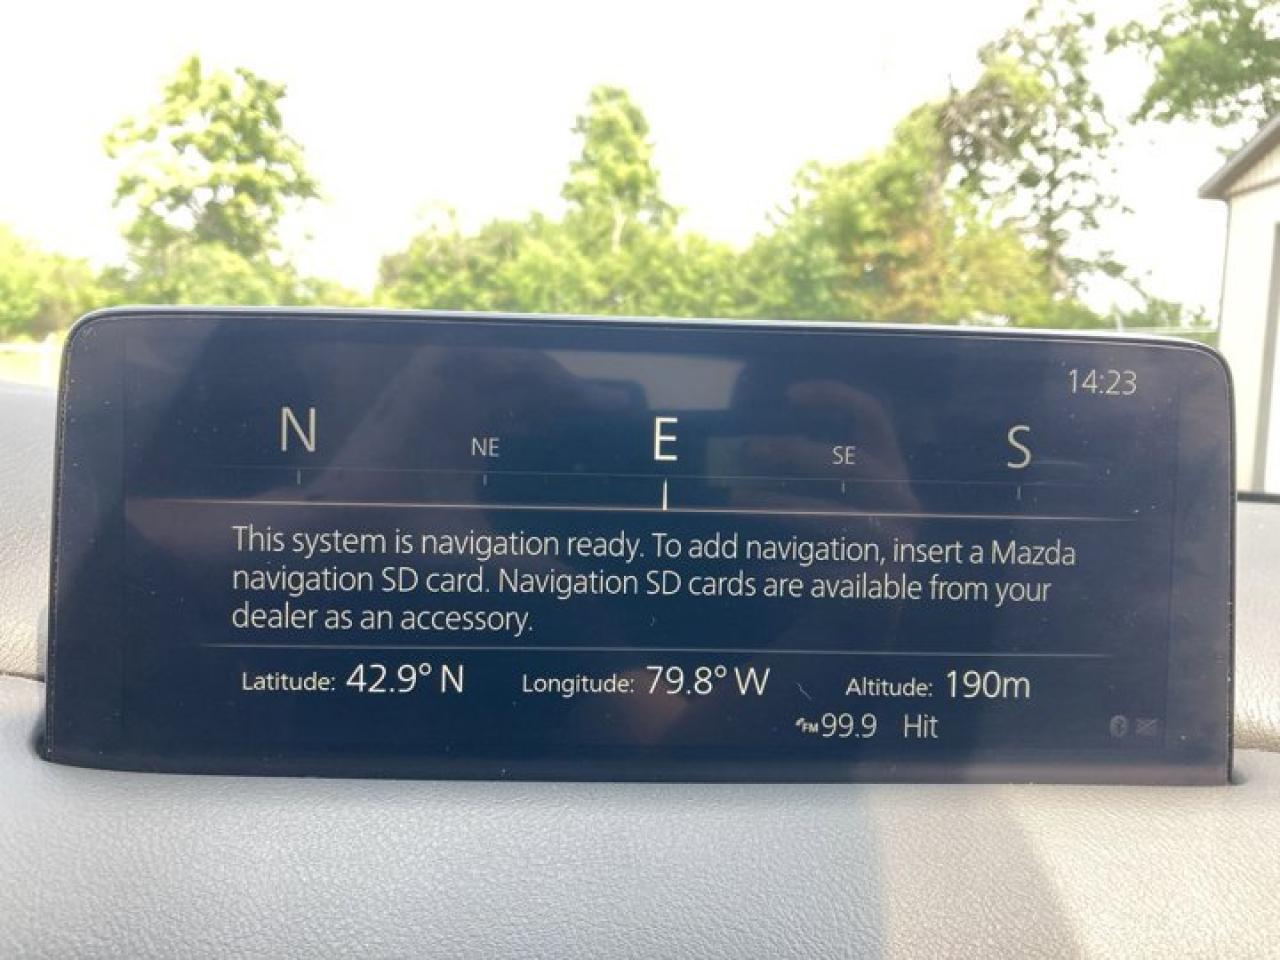 14:23
N NE E SE S
This system is navigation ready. To add navigation, insert a Mazda
navigation SD card. Navigation SD cards are available from your
dealer as an accessory.
Latitude: 42.9° N Longitude: 79.8° W Altitude: 190m
FM 99.9 Hit